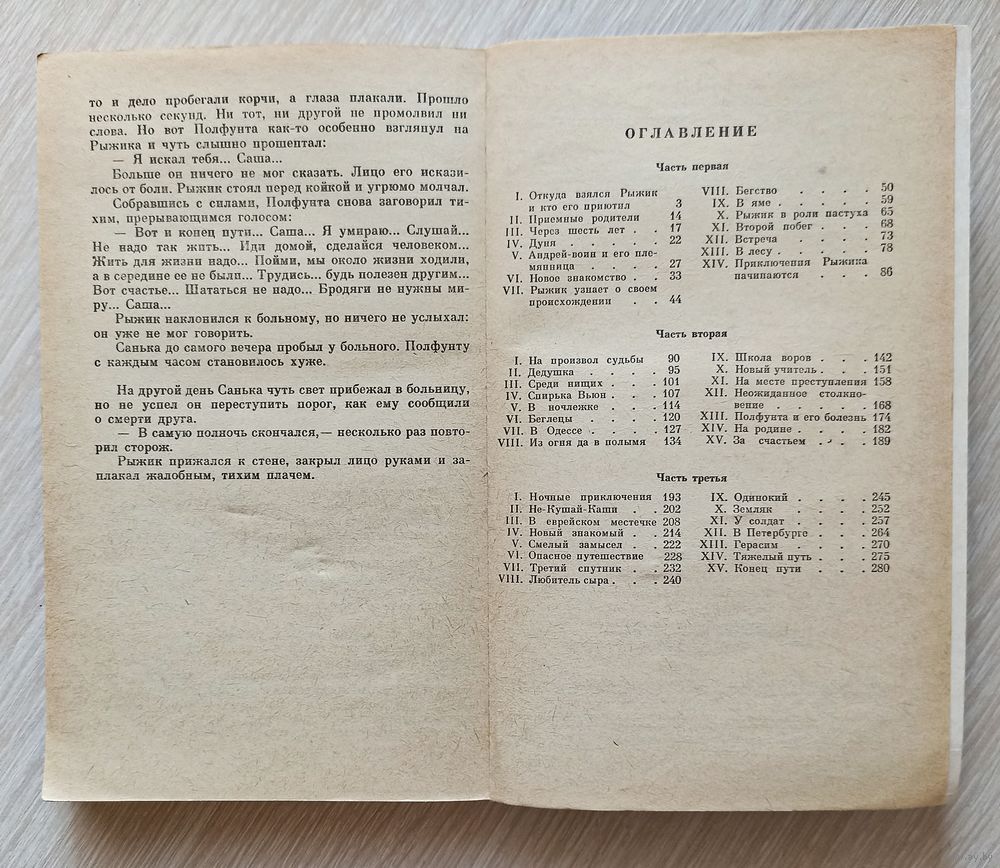 то и дело пробегали корчи, а глаза плакали. Прошло
несколько секунд. Ни тот, ни другой не промолвил ни
слова. Но вот Полфунта как-то особенно взглянул на
Рыжика и чуть слышно прошептал:
— Я искал тебя... Саша...
Больше он ничего не мог сказать. Лицо его искази-
лось от боли. Рыжик стоял перед койкой и угрюмо молчал.
Собравшись с силами, Полфунта снова заговорил ти-
хим, прерывающимся голосом:
— Вот и конец пути... Саша... Я умираю... Слушай...
Не надо так жить... Иди домой, сделайся человеком...
Жить для жизни надо... Пойми, мы около жизни ходили,
а в середине ее не были... Трудись... будь полезен другим...
Вот счастье... Шататься не надо... Бродяги не нужны ми-
ру... Саша...
Рыжик наклонился к больному, но ничего не услыхал:
он уже не мог говорить.
Санька до самого вечера пробыл у больного. Полфунту
с каждым часом становилось хуже.
На другой день Санька чуть свет прибежал в больницу,
но не успел он переступить порог, как ему сообщили
о смерти друга.
— В самую полночь скончался,— несколько раз повто-
рил сторож.
Рыжик прижался к стене, закрыл лицо руками и за-
плакал жалобным, тихим плачем.
ОГЛАВЛЕНИЕ
Часть первая
I. Откуда взялся Рыжик
и кто его приютил 3
II. Приемные родители 14
III. Через шесть лет . . 17
IV. Дуня . . . . . 22
V. Андрей-воин и его пле-
мянница . . . . 27
VI. Новое знакомство . . 33
VII. Рыжик узнает о своем
происхождении . . 44
VIII. Бегство . . . . 50
IX. В яме . . . . 59
X. Рыжик в роли пастуха 65
XI. Второй побег . . . 68
XII. Встреча . . . . 73
XIII. В лесу . . . . . 78
XIV. Приключения Рыжика
начинаются . . . 86
Часть вторая
I. На произвол судьбы 90
II. Дедушка . . . . 95
III. Среди нищих . . . 101
IV. Спирька Вьюн . . . 107
V. В ночлежке . . . 114
VI. Беглецы . . . . 120
VII. В Одессе . . . . 127
VIII. Из огня да в полымя 134
IX. Школа воров . . . 142
X. Новый учитель . . . 151
XI. На месте преступления 158
XII. Неожиданное столкно-
вение . . . . . 168
XIII. Полфунта и его болезнь 174
XIV. На родине . . . . 182
XV. За счастьем . . . 189
Часть третья
I. Ночные приключения 193
II. Не-Кушай-Каши . . 202
III. В еврейском местечке 208
IV. Новый знакомый . . 214
V. Смелый замысел . . 222
VI. Опасное путешествие 228
VII. Третий спутник . . 232
VIII. Любитель сыра . . . 240
IX. Одинокий . . . . 245
X. Земляк . . . . 252
XI. У солдат . . . . 257
XII. В Петербурге . . . 264
XIII. Герасим . . . . 270
XIV. Тяжелый путь . . . 275
XV. Конец пути . . . 280